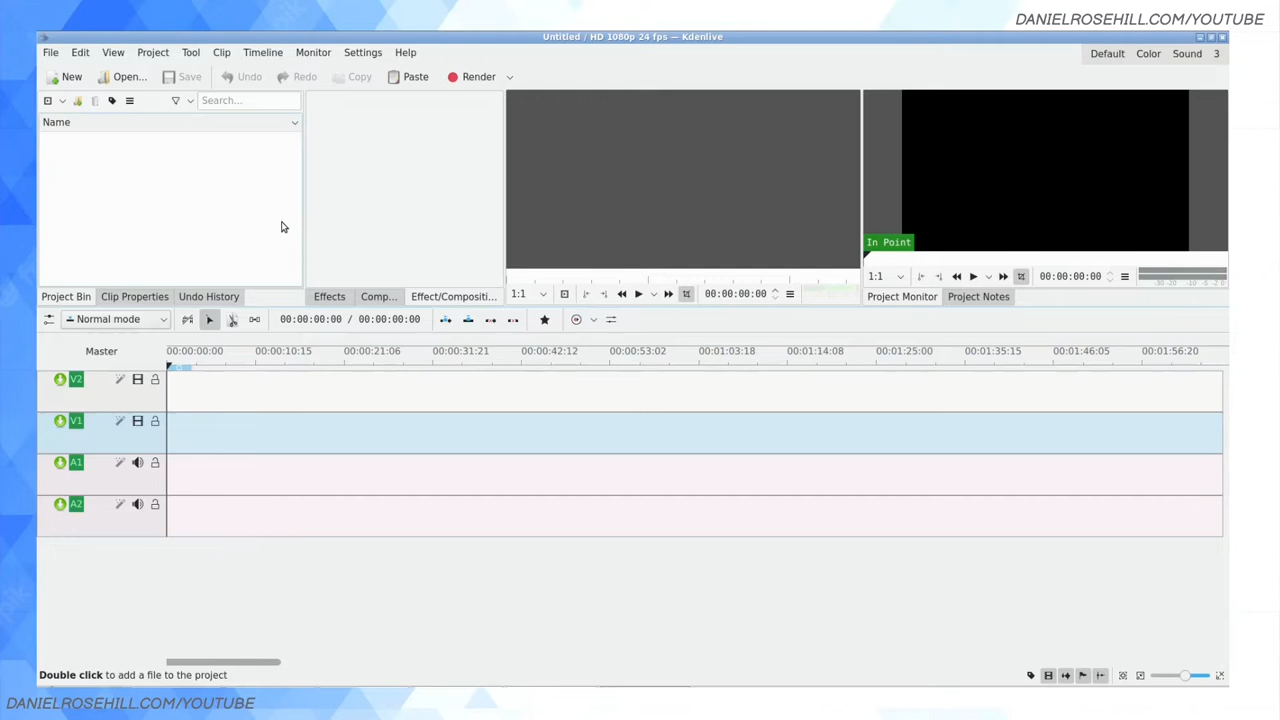 DANIELROSEHILL.COM/YOUTUBE
Untitled / HD 1080p 24 fps — Kdenlive
File Edit View Project Tool Clip Timeline Monitor Settings Help
Default Color Sound 3
New Open... Save Undo Redo Copy Paste Render
Search...
Name
In Point
1:1 00:00:00:00
-30 -20 -10 -5 -2 0
1:1 00:00:00:00
Project Bin Clip Properties Undo History Effects Comp... Effect/Compositi... Project Monitor Project Notes
Normal mode 00:00:00:00 / 00:00:00:00
Master 00:00:00:00 00:00:10:15 00:00:21:06 00:00:31:21 00:00:42:12 00:00:53:02 00:01:03:18 00:01:14:08 00:01:25:00 00:01:35:15 00:01:46:05 00:01:56:20
V2
V1
A1
A2
Double click to add a file to the project
DANIELROSEHILL.COM/YOUTUBE